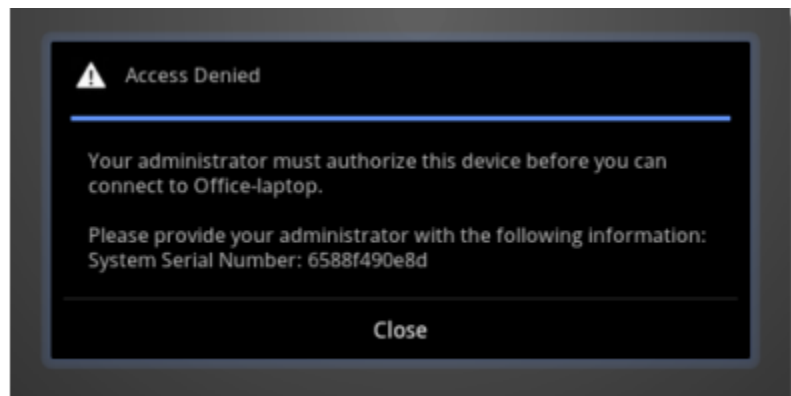 Access Denied
Your administrator must authorize this device before you can
connect to Office-laptop.
Please provide your administrator with the following information:
System Serial Number: 6588f490e8d
Close